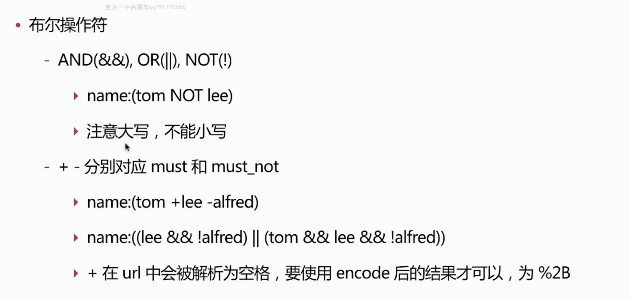 • 布尔操作符
- AND(&&), OR(||), NOT(!)
name:(tom NOT lee)
注意大写，不能小写
- + - 分别对应 must 和 must_not
name:(tom +lee -alfred)
name:((lee && !alfred) || (tom && lee && !alfred))
+ 在 url 中会被解析为空格，要使用 encode 后的结果才可以，为 %2B